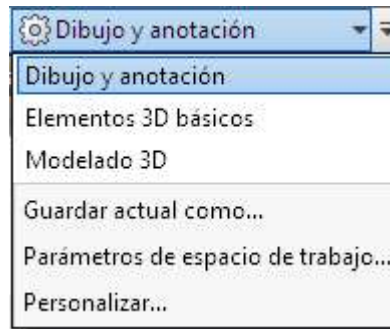 Dibujo y anotación
Dibujo y anotación
Elementos 3D básicos
Modelado 3D
Guardar actual como...
Parámetros de espacio de trabajo...
Personalizar...